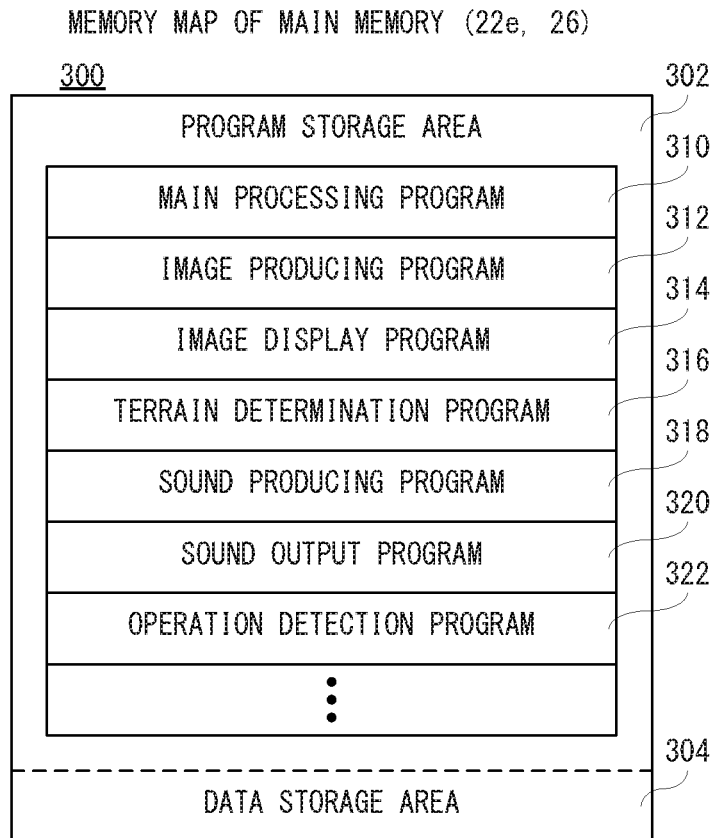 MEMORY MAP OF MAIN MEMORY (22e, 26)
300
302
PROGRAM STORAGE AREA
310
MAIN PROCESSING PROGRAM
312
IMAGE PRODUCING PROGRAM
314
IMAGE DISPLAY PROGRAM
316
TERRAIN DETERMINATION PROGRAM
318
SOUND PRODUCING PROGRAM
320
SOUND OUTPUT PROGRAM
322
OPERATION DETECTION PROGRAM
304
DATA STORAGE AREA